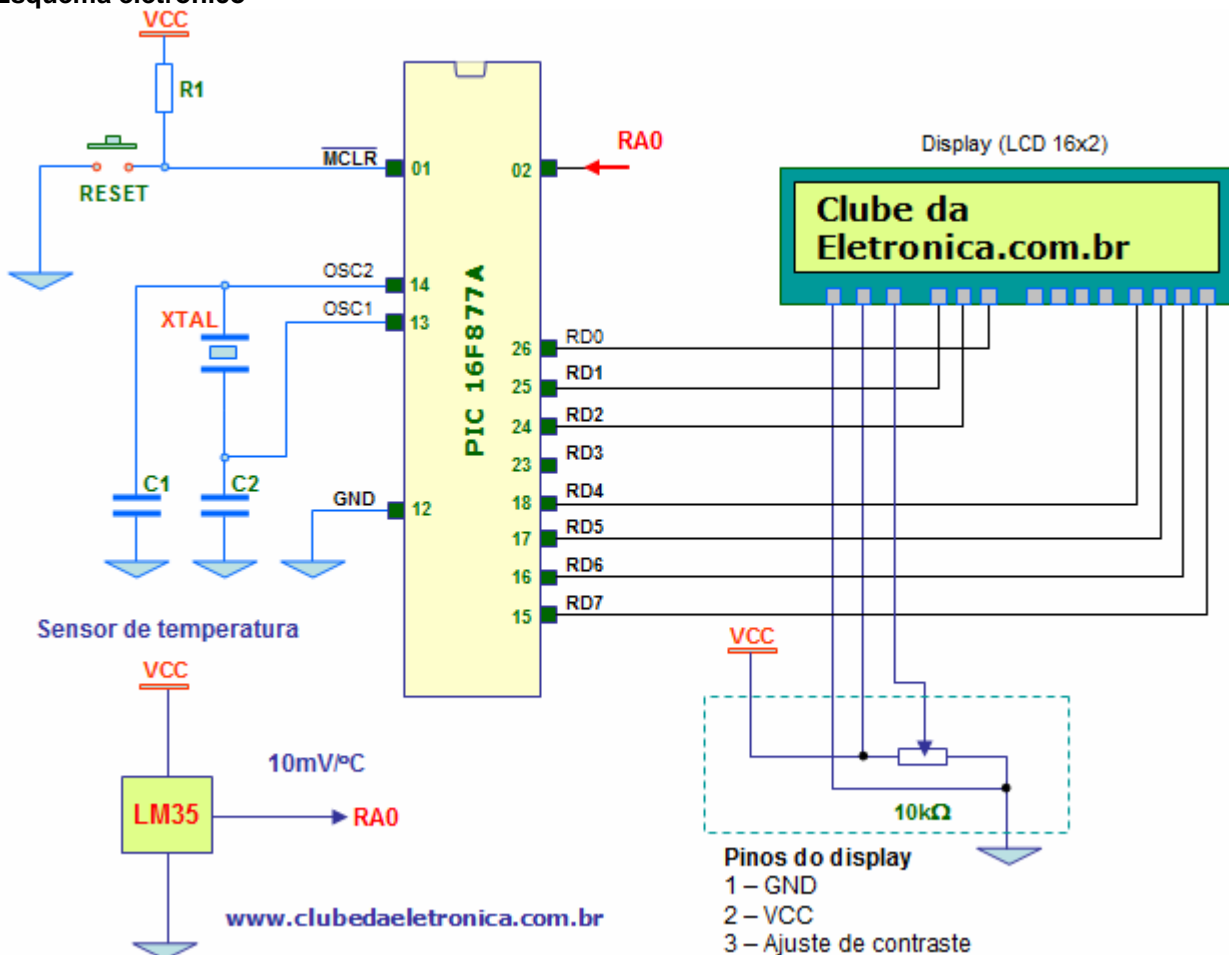 Esquema eletrônico
VCC
R1
RESET
MCLR
01
02
RA0
OSC2
14
OSC1
13
XTAL
C1
C2
GND
12
PIC 16F877A
26
RD0
25
RD1
24
RD2
23
RD3
18
RD4
17
RD5
16
RD6
15
RD7
Display (LCD 16x2)
Clube da
Eletronica.com.br
Sensor de temperatura
VCC
10mV/ºC
LM35
RA0
www.clubedaeletronica.com.br
VCC
10kΩ
Pinos do display
1 – GND
2 – VCC
3 – Ajuste de contraste